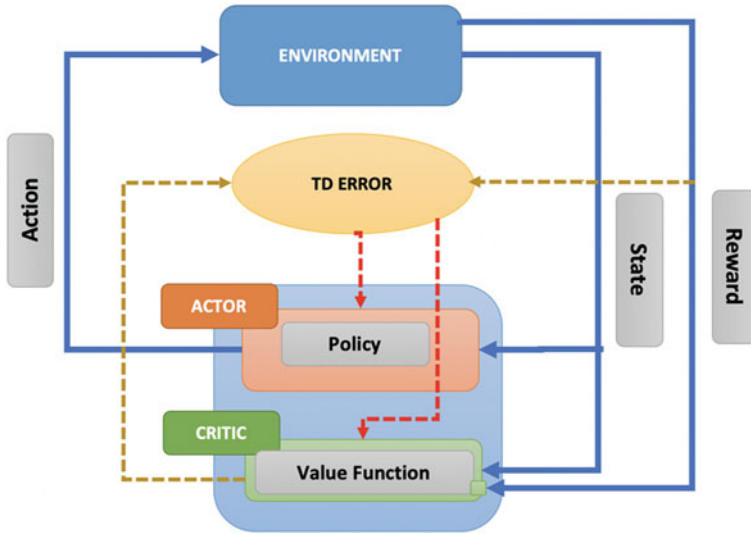 ENVIRONMENT
TD ERROR
Action
State
Reward
ACTOR
Policy
CRITIC
Value Function